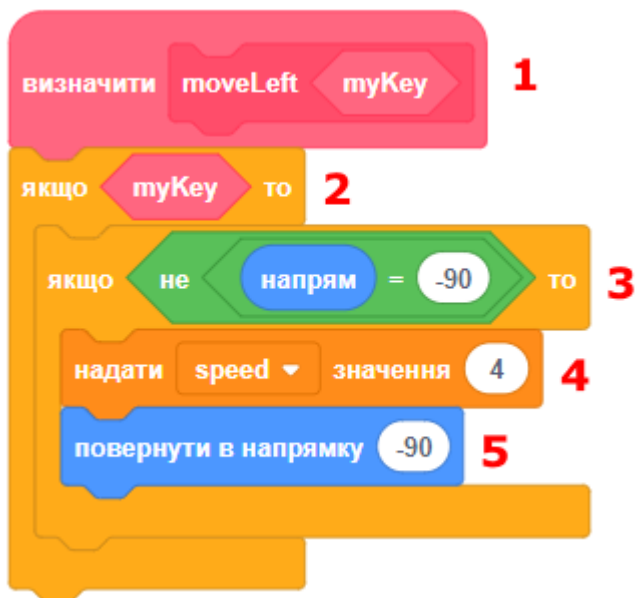 визначити moveLeft myKey 1
якщо myKey то 2
якщо не напрям = -90 то 3
надати speed значення 4 4
повернути в напрямку -90 5